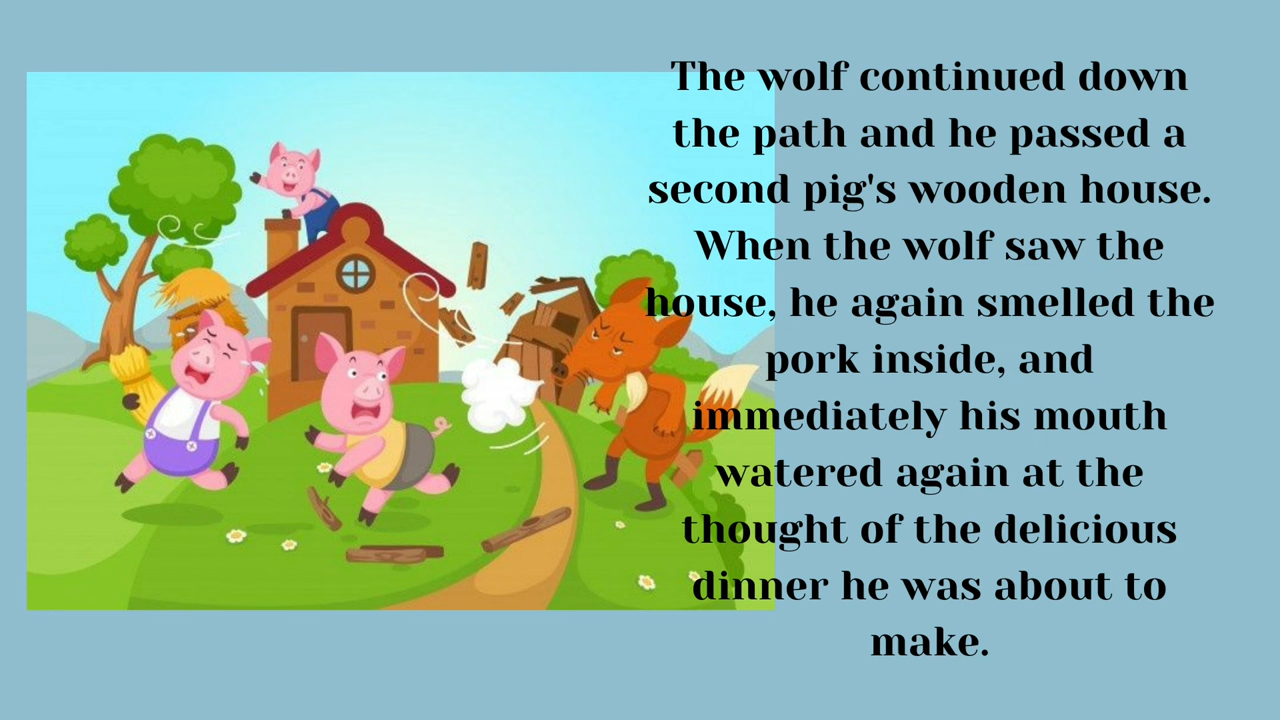 The wolf continued down
the path and he passed a
second pig's wooden house.
When the wolf saw the
house, he again smelled the
pork inside, and
immediately his mouth
watered again at the
thought of the delicious
dinner he was about to
make.